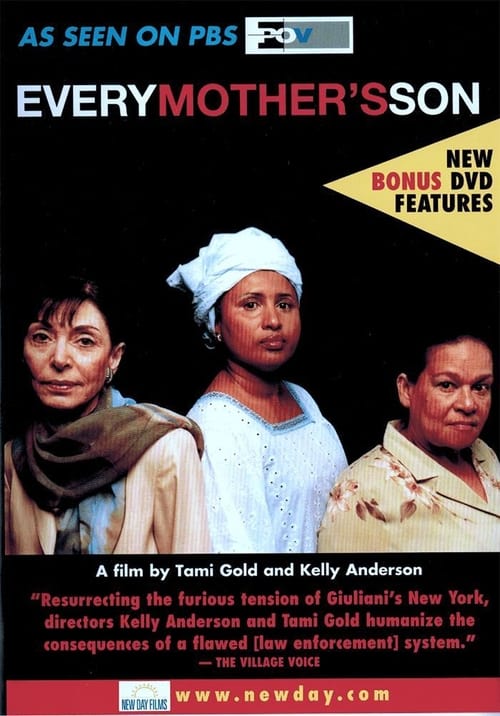 AS SEEN ON PBS POV
EVERYMOTHER'SSON
NEW
BONUS DVD
FEATURES
A film by Tami Gold and Kelly Anderson
"Resurrecting the furious tension of Giuliani's New York,
directors Kelly Anderson and Tami Gold humanize the
consequences of a flawed [law enforcement] system."
— THE VILLAGE VOICE
NEW DAY FILMS www.newday.com